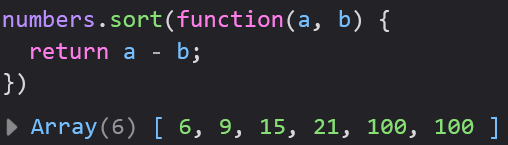 numbers.sort(function(a, b) {
  return a - b;
})
▶ Array(6) [ 6, 9, 15, 21, 100, 100 ]